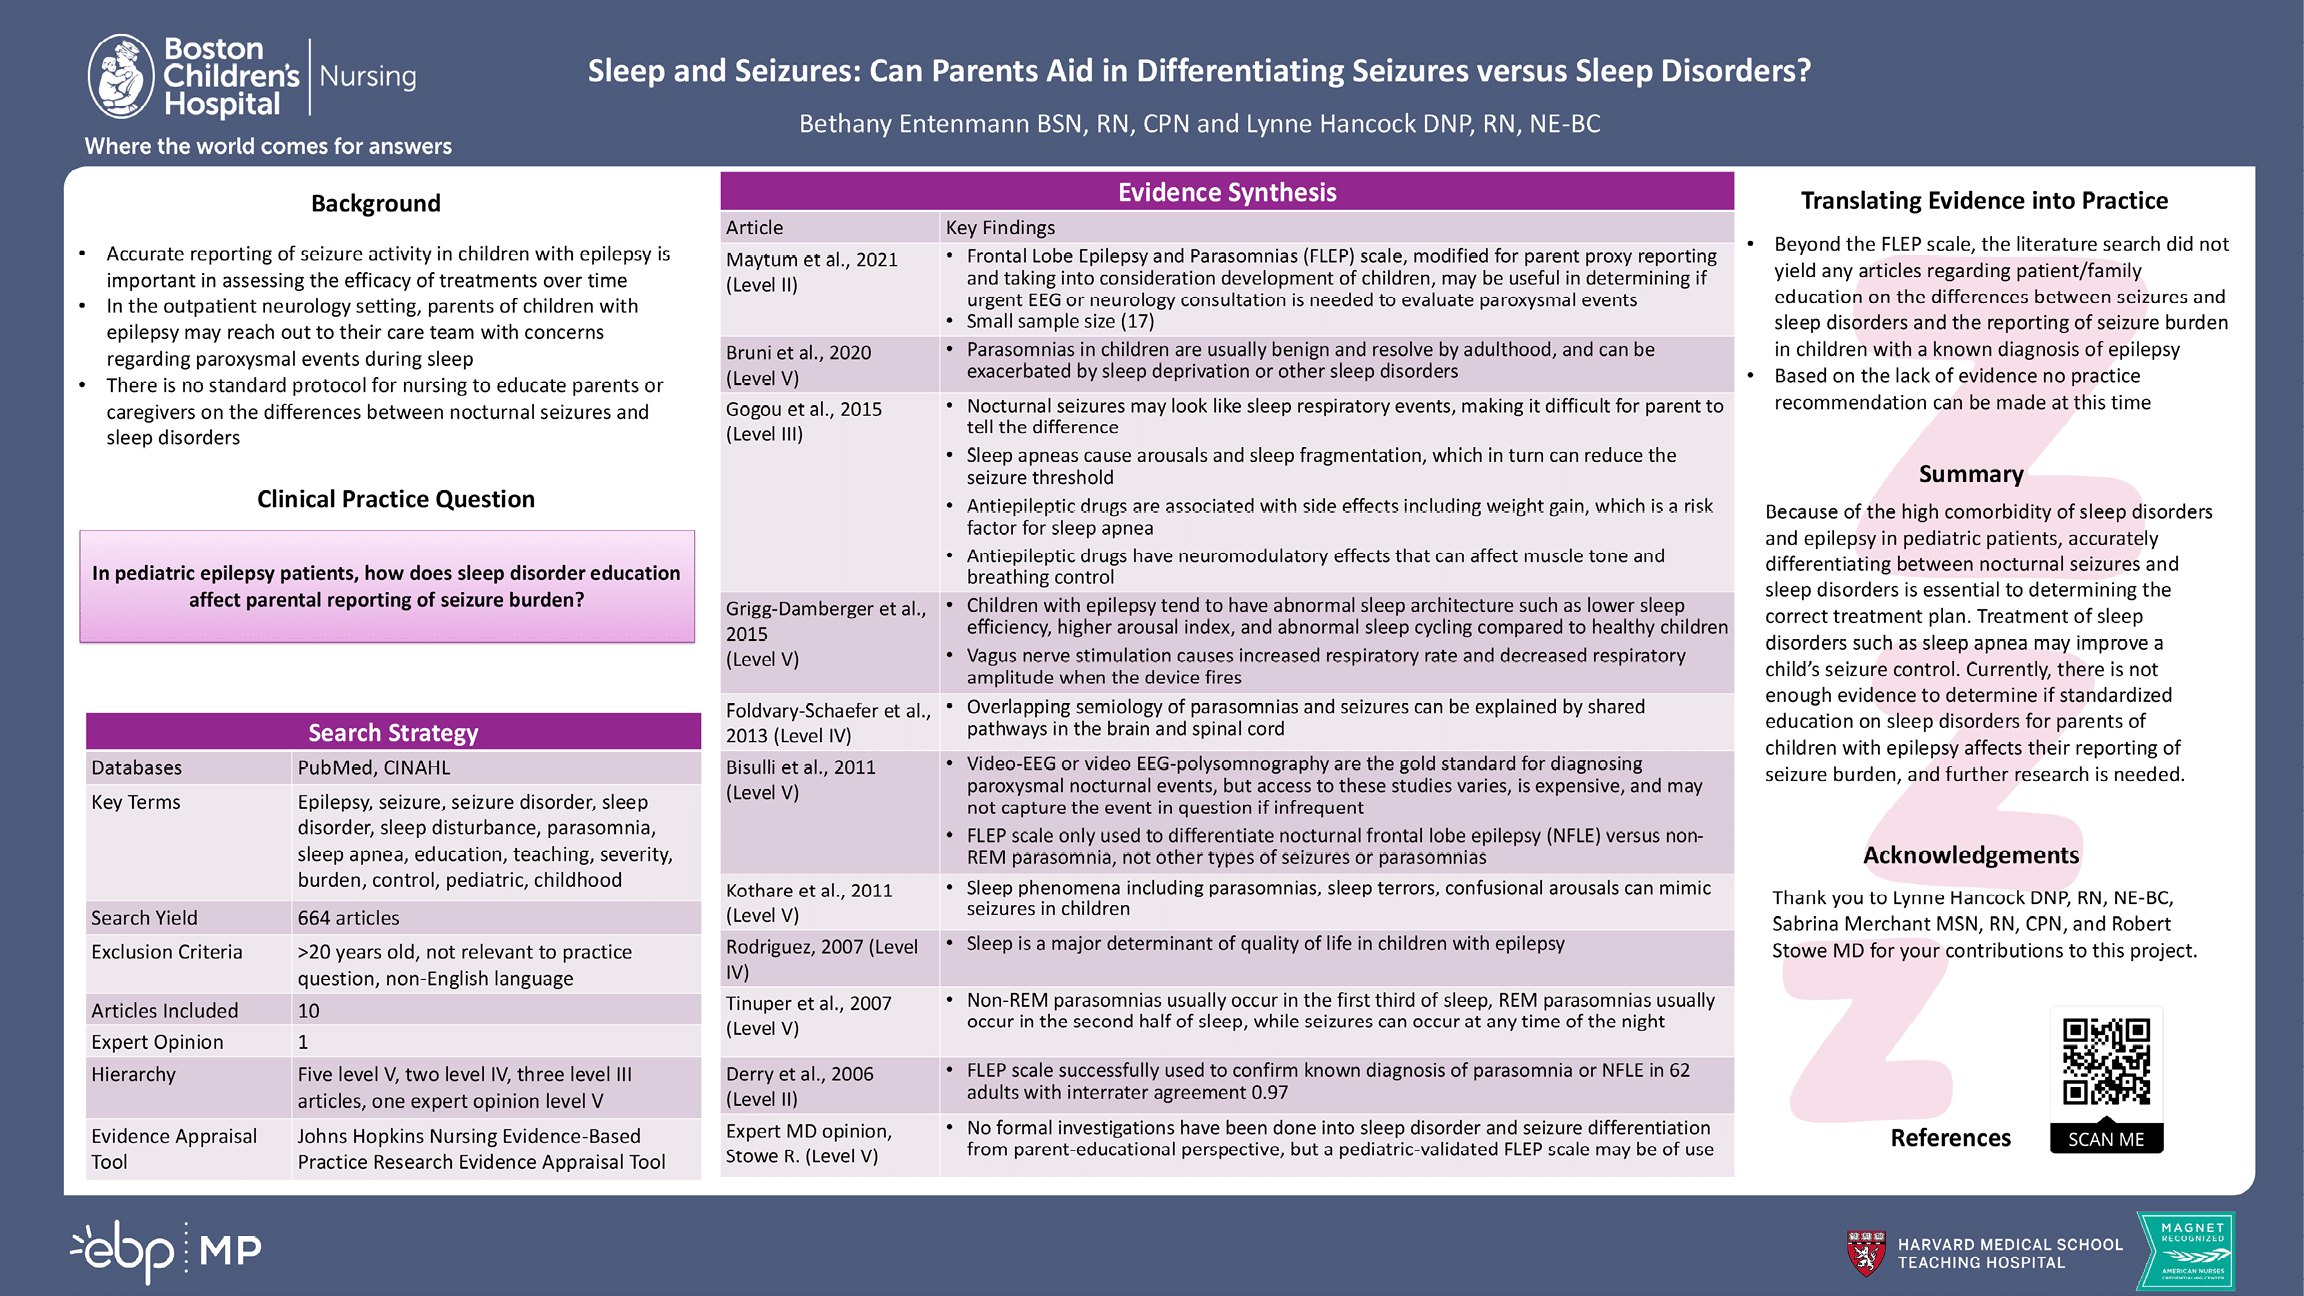 Boston
Children's
Hospital
Nursing
Where the world comes for answers
Sleep and Seizures: Can Parents Aid in Differentiating Seizures versus Sleep Disorders?
Bethany Entenmann BSN, RN, CPN and Lynne Hancock DNP, RN, NE-BC
Background
• Accurate reporting of seizure activity in children with epilepsy is
important in assessing the efficacy of treatments over time
• In the outpatient neurology setting, parents of children with
epilepsy may reach out to their care team with concerns
regarding paroxysmal events during sleep
• There is no standard protocol for nursing to educate parents or
caregivers on the differences between nocturnal seizures and
sleep disorders
Clinical Practice Question
In pediatric epilepsy patients, how does sleep disorder education
affect parental reporting of seizure burden?
Search Strategy
Databases
PubMed, CINAHL
Key Terms
Epilepsy, seizure, seizure disorder, sleep
disorder, sleep disturbance, parasomnia,
sleep apnea, education, teaching, severity,
burden, control, pediatric, childhood
Search Yield
664 articles
Exclusion Criteria
>20 years old, not relevant to practice
question, non-English language
Articles Included
10
Expert Opinion
1
Hierarchy
Five level V, two level IV, three level III
articles, one expert opinion level V
Evidence Appraisal
Tool
Johns Hopkins Nursing Evidence-Based
Practice Research Evidence Appraisal Tool
Evidence Synthesis
Article
Key Findings
Maytum et al., 2021
(Level II)
• Frontal Lobe Epilepsy and Parasomnias (FLEP) scale, modified for parent proxy reporting
and taking into consideration development of children, may be useful in determining if
urgent EEG or neurology consultation is needed to evaluate paroxysmal events
• Small sample size (17)
Bruni et al., 2020
(Level V)
• Parasomnias in children are usually benign and resolve by adulthood, and can be
exacerbated by sleep deprivation or other sleep disorders
Gogou et al., 2015
(Level III)
• Nocturnal seizures may look like sleep respiratory events, making it difficult for parent to
tell the difference
• Sleep apneas cause arousals and sleep fragmentation, which in turn can reduce the
seizure threshold
• Antiepileptic drugs are associated with side effects including weight gain, which is a risk
factor for sleep apnea
• Antiepileptic drugs have neuromodulatory effects that can affect muscle tone and
breathing control
Grigg-Damberger et al.,
2015
(Level V)
• Children with epilepsy tend to have abnormal sleep architecture such as lower sleep
efficiency, higher arousal index, and abnormal sleep cycling compared to healthy children
• Vagus nerve stimulation causes increased respiratory rate and decreased respiratory
amplitude when the device fires
Foldvary-Schaefer et al.,
2013 (Level IV)
• Overlapping semiology of parasomnias and seizures can be explained by shared
pathways in the brain and spinal cord
Bisulli et al., 2011
(Level V)
• Video-EEG or video EEG-polysomnography are the gold standard for diagnosing
paroxysmal nocturnal events, but access to these studies varies, is expensive, and may
not capture the event in question if infrequent
• FLEP scale only used to differentiate nocturnal frontal lobe epilepsy (NFLE) versus non-
REM parasomnia, not other types of seizures or parasomnias
Kothare et al., 2011
(Level V)
• Sleep phenomena including parasomnias, sleep terrors, confusional arousals can mimic
seizures in children
Rodriguez, 2007 (Level
IV)
• Sleep is a major determinant of quality of life in children with epilepsy
Tinuper et al., 2007
(Level V)
• Non-REM parasomnias usually occur in the first third of sleep, REM parasomnias usually
occur in the second half of sleep, while seizures can occur at any time of the night
Derry et al., 2006
(Level II)
• FLEP scale successfully used to confirm known diagnosis of parasomnia or NFLE in 62
adults with interrater agreement 0.97
Expert MD opinion,
Stowe R. (Level V)
• No formal investigations have been done into sleep disorder and seizure differentiation
from parent-educational perspective, but a pediatric-validated FLEP scale may be of use
Translating Evidence into Practice
• Beyond the FLEP scale, the literature search did not
yield any articles regarding patient/family
education on the differences between seizures and
sleep disorders and the reporting of seizure burden
in children with a known diagnosis of epilepsy
• Based on the lack of evidence no practice
recommendation can be made at this time
Summary
Because of the high comorbidity of sleep disorders
and epilepsy in pediatric patients, accurately
differentiating between nocturnal seizures and
sleep disorders is essential to determining the
correct treatment plan. Treatment of sleep
disorders such as sleep apnea may improve a
child's seizure control. Currently, there is not
enough evidence to determine if standardized
education on sleep disorders for parents of
children with epilepsy affects their reporting of
seizure burden, and further research is needed.
Acknowledgements
Thank you to Lynne Hancock DNP, RN, NE-BC,
Sabrina Merchant MSN, RN, CPN, and Robert
Stowe MD for your contributions to this project.
References
SCAN ME
ebp MP
HARVARD MEDICAL SCHOOL
TEACHING HOSPITAL
MAGNET
RECOGNIZED
AMERICAN NURSES
CREDENTIALING CENTER